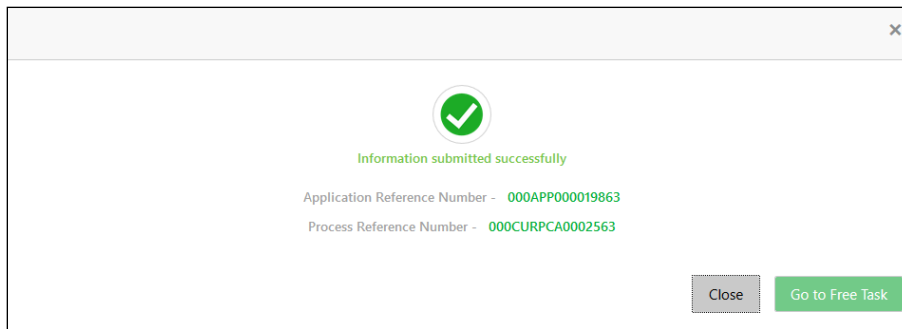 ×
Information submitted successfully
Application Reference Number - 000APP000019863
Process Reference Number - 000CURPCA0002563
Close Go to Free Task